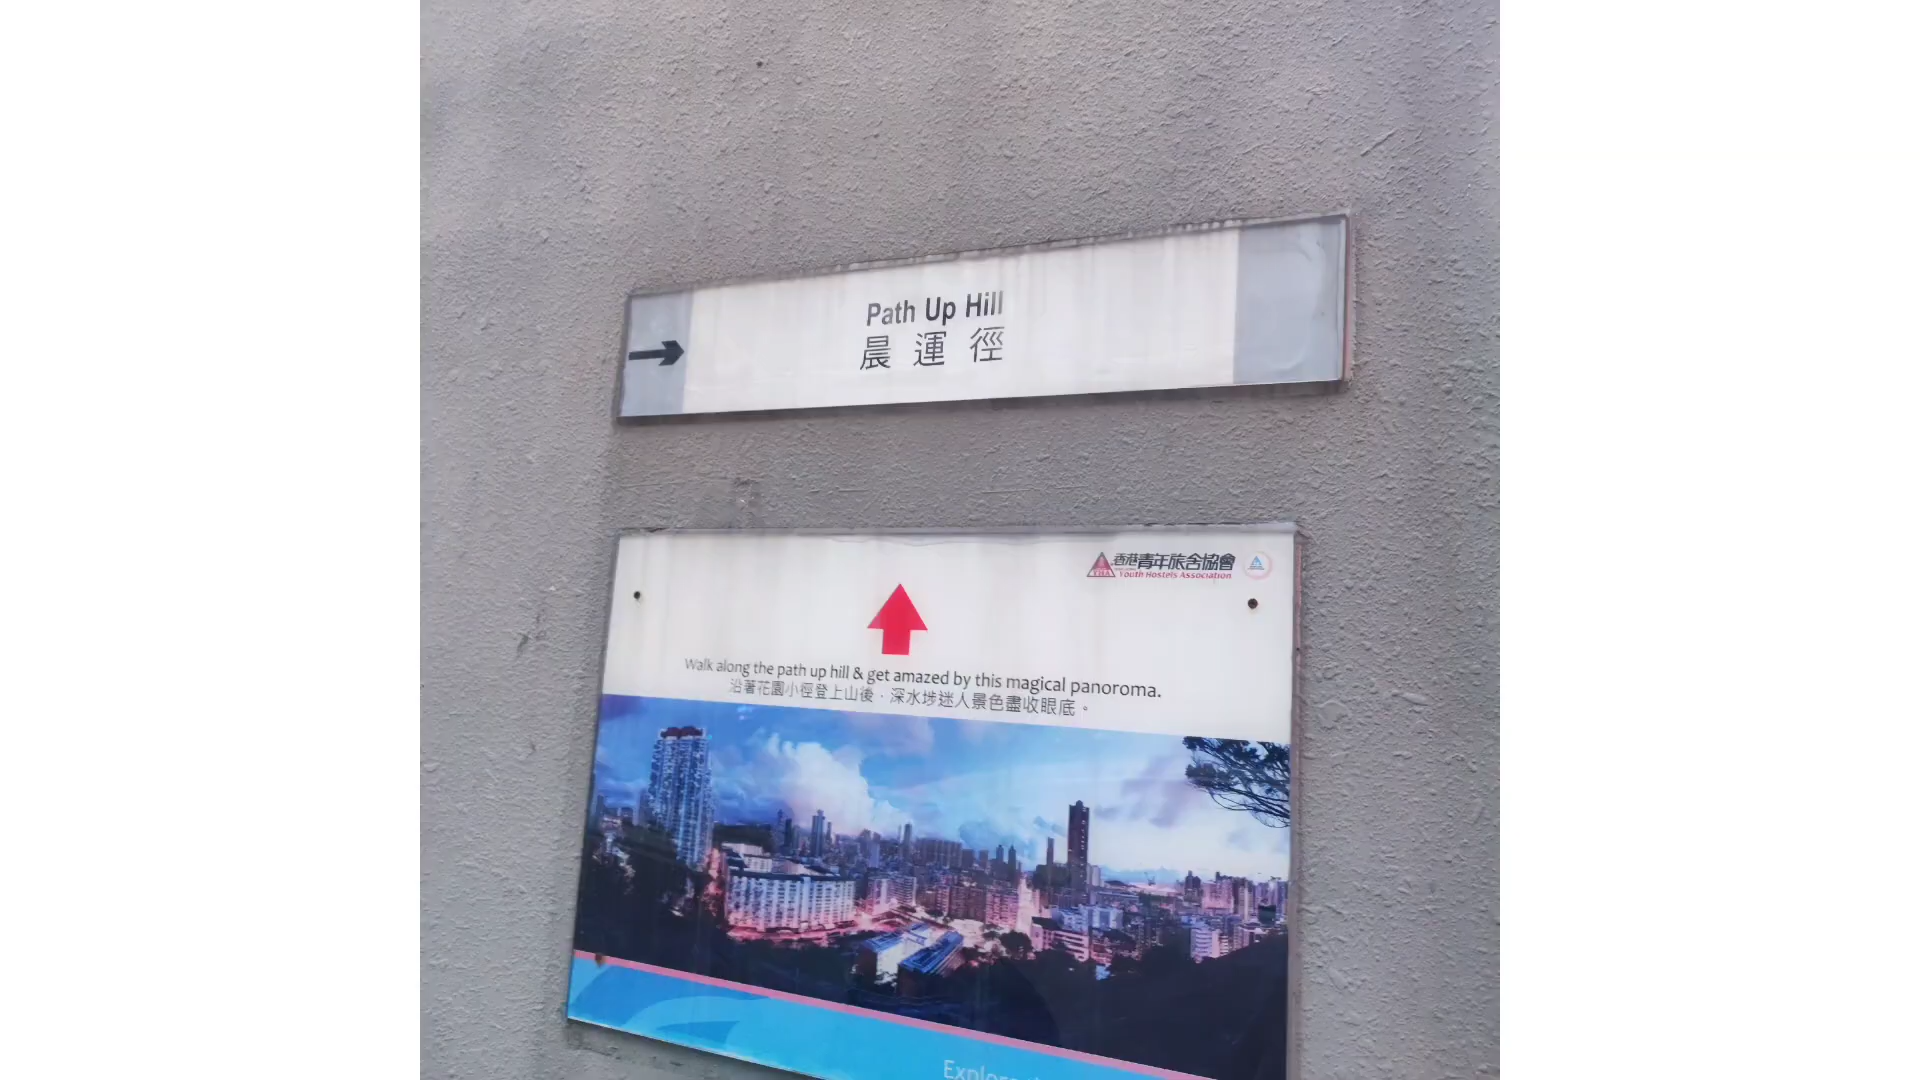 Path Up Hill
晨運徑
香港青年旅舍協會
Youth Hostels Association
YHA
Walk along the path up hill & get amazed by this magical panoroma.
沿著花園小徑登上山後，深水埗迷人景色盡收眼底。
Explore